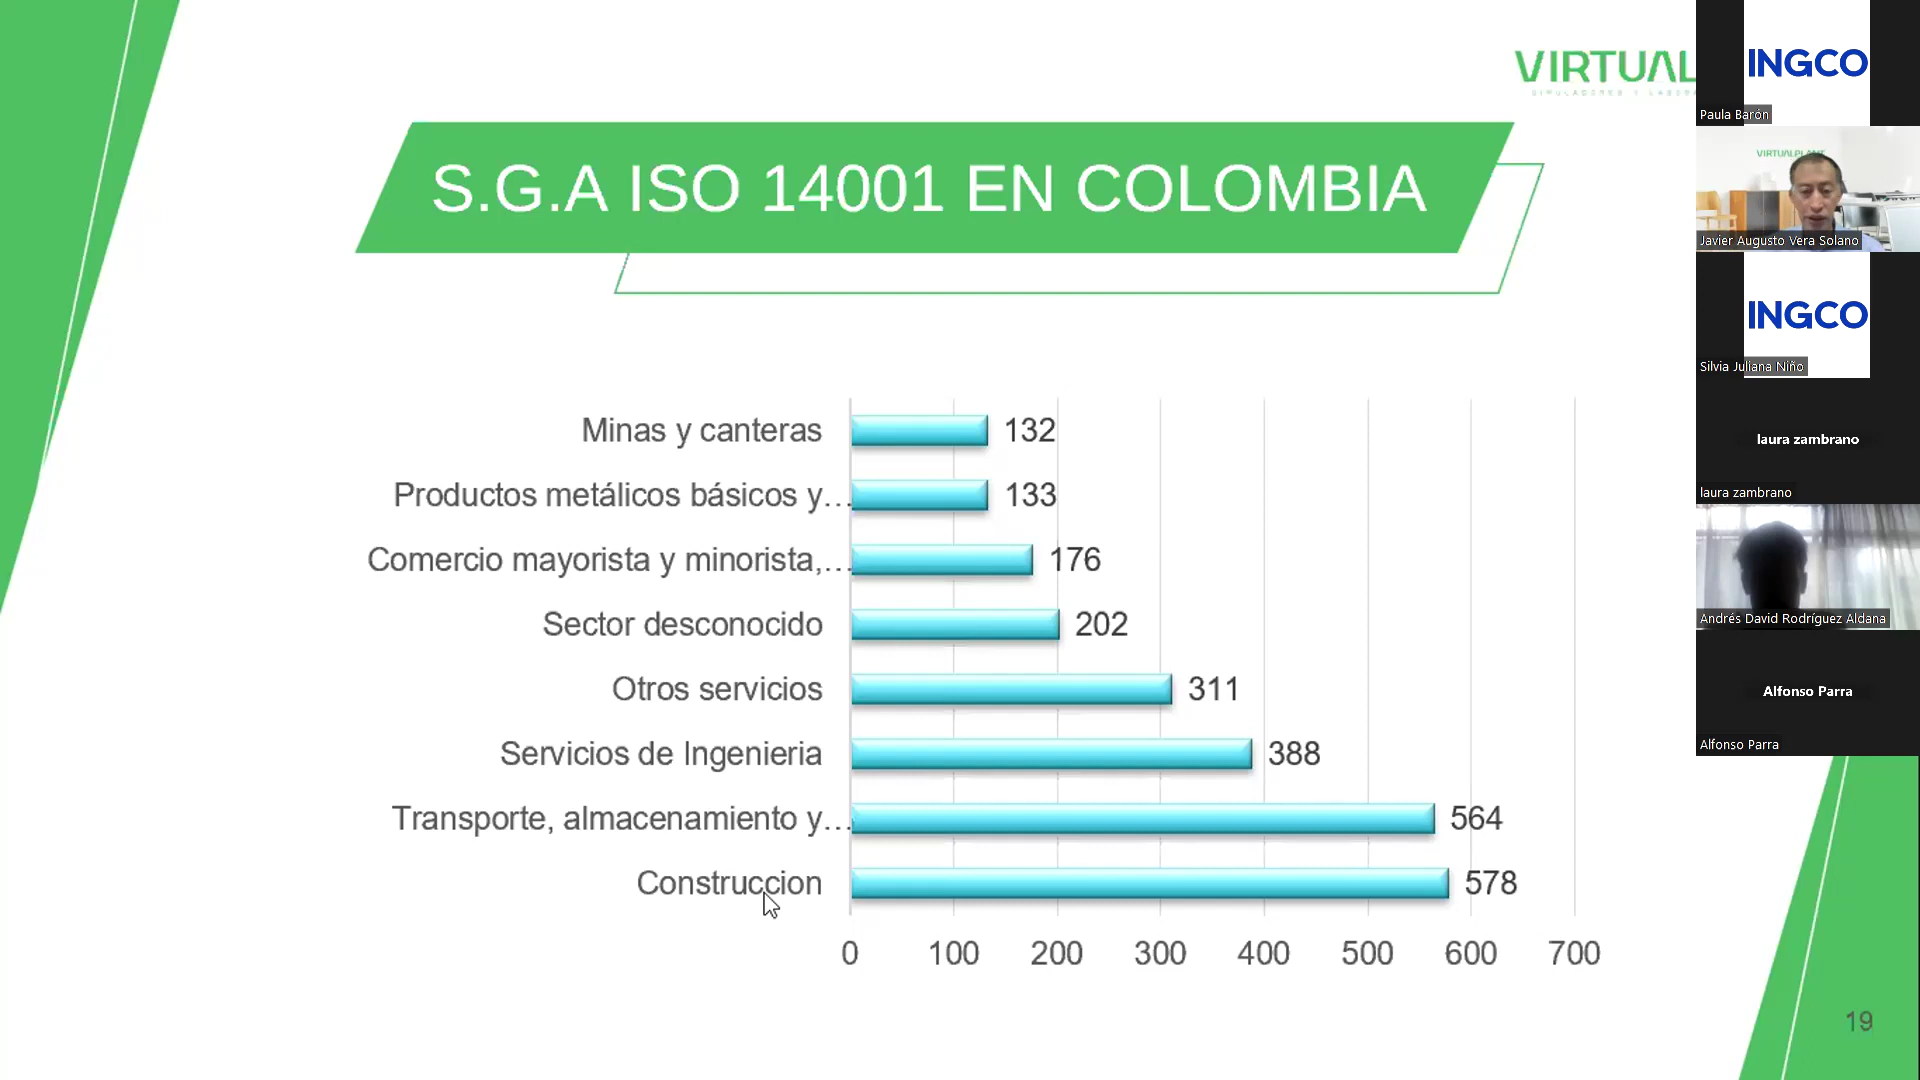 VIRTUAL
S.G.A ISO 14001 EN COLOMBIA
Minas y canteras 132
Productos metálicos básicos y... 133
Comercio mayorista y minorista,... 176
Sector desconocido 202
Otros servicios 311
Servicios de Ingenieria 388
Transporte, almacenamiento y... 564
Construccion 578
0 100 200 300 400 500 600 700
19
INGCO
Paula Barón
VIRTUALPLANT
Javier Augusto Vera Solano
INGCO
Silvia Juliana Niño
laura zambrano
laura zambrano
Andrés David Rodríguez Aldana
Alfonso Parra
Alfonso Parra